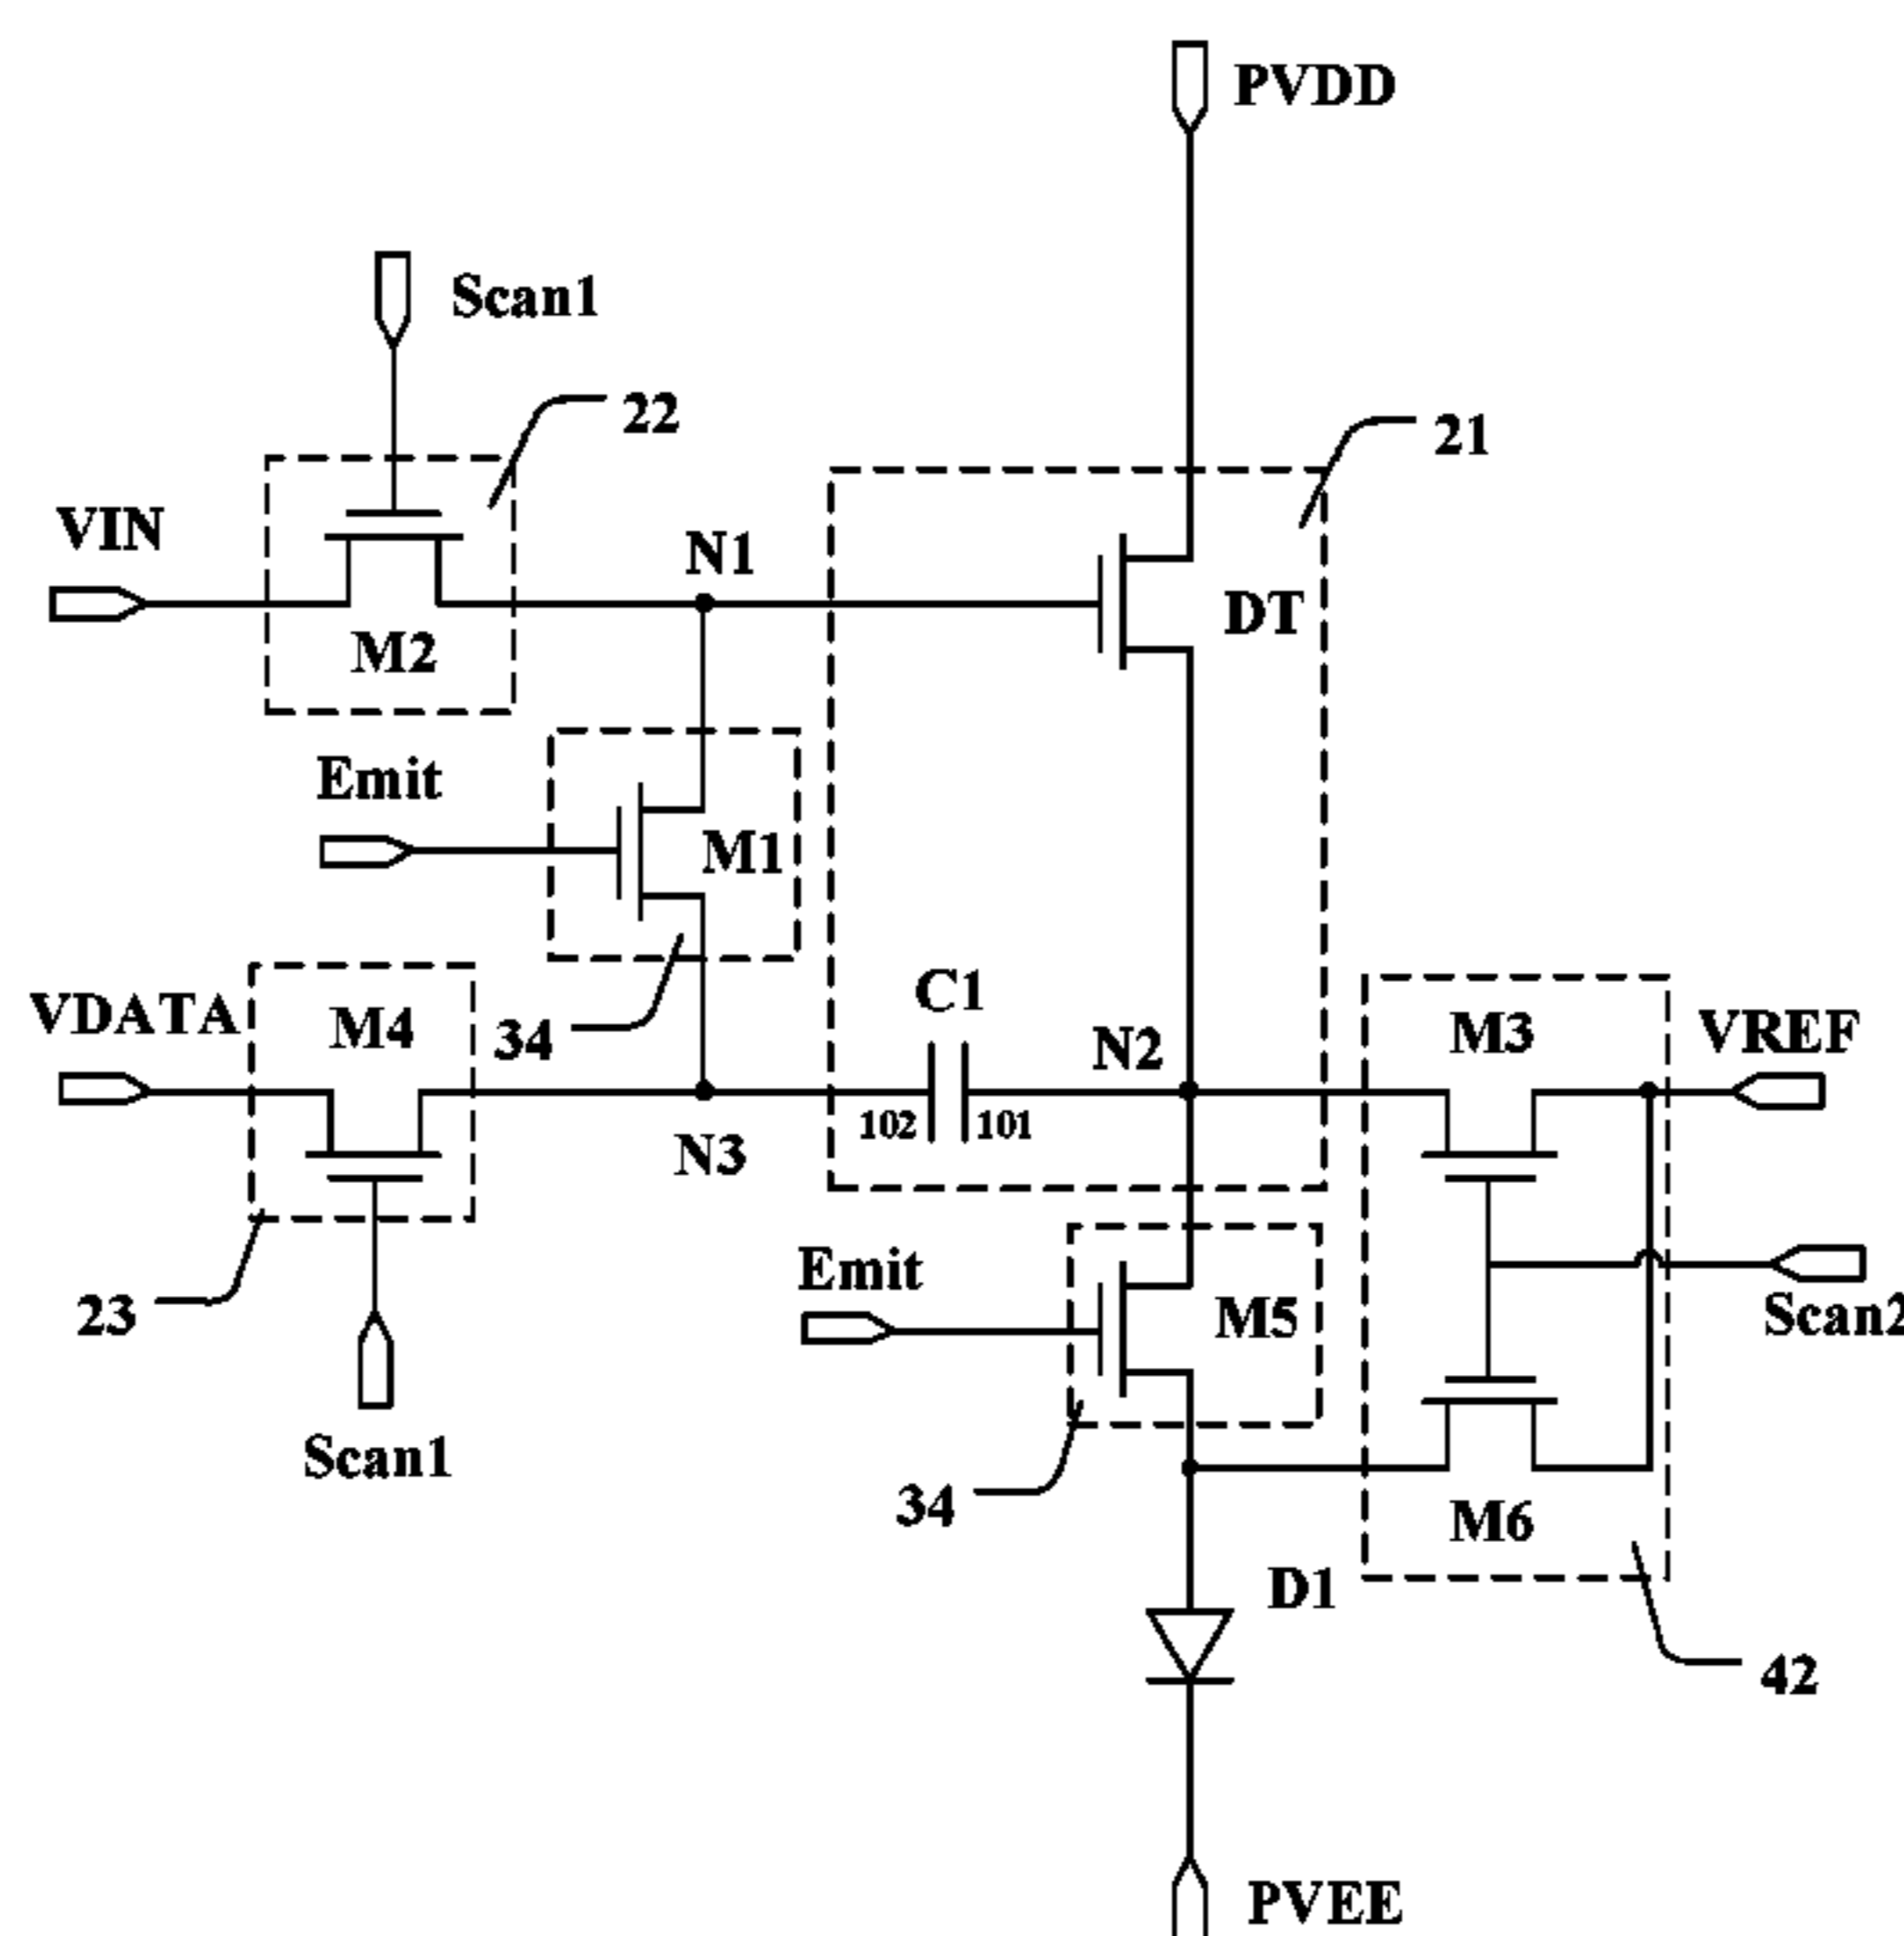 PVDD
Scan1
22
21
VIN
N1
DT
M2
Emit
M1
C1
VDATA
M4
34
N2
M3
VREF
102
101
N3
Emit
M5
23
Scan2
Scan1
34
M6
D1
42
PVEE